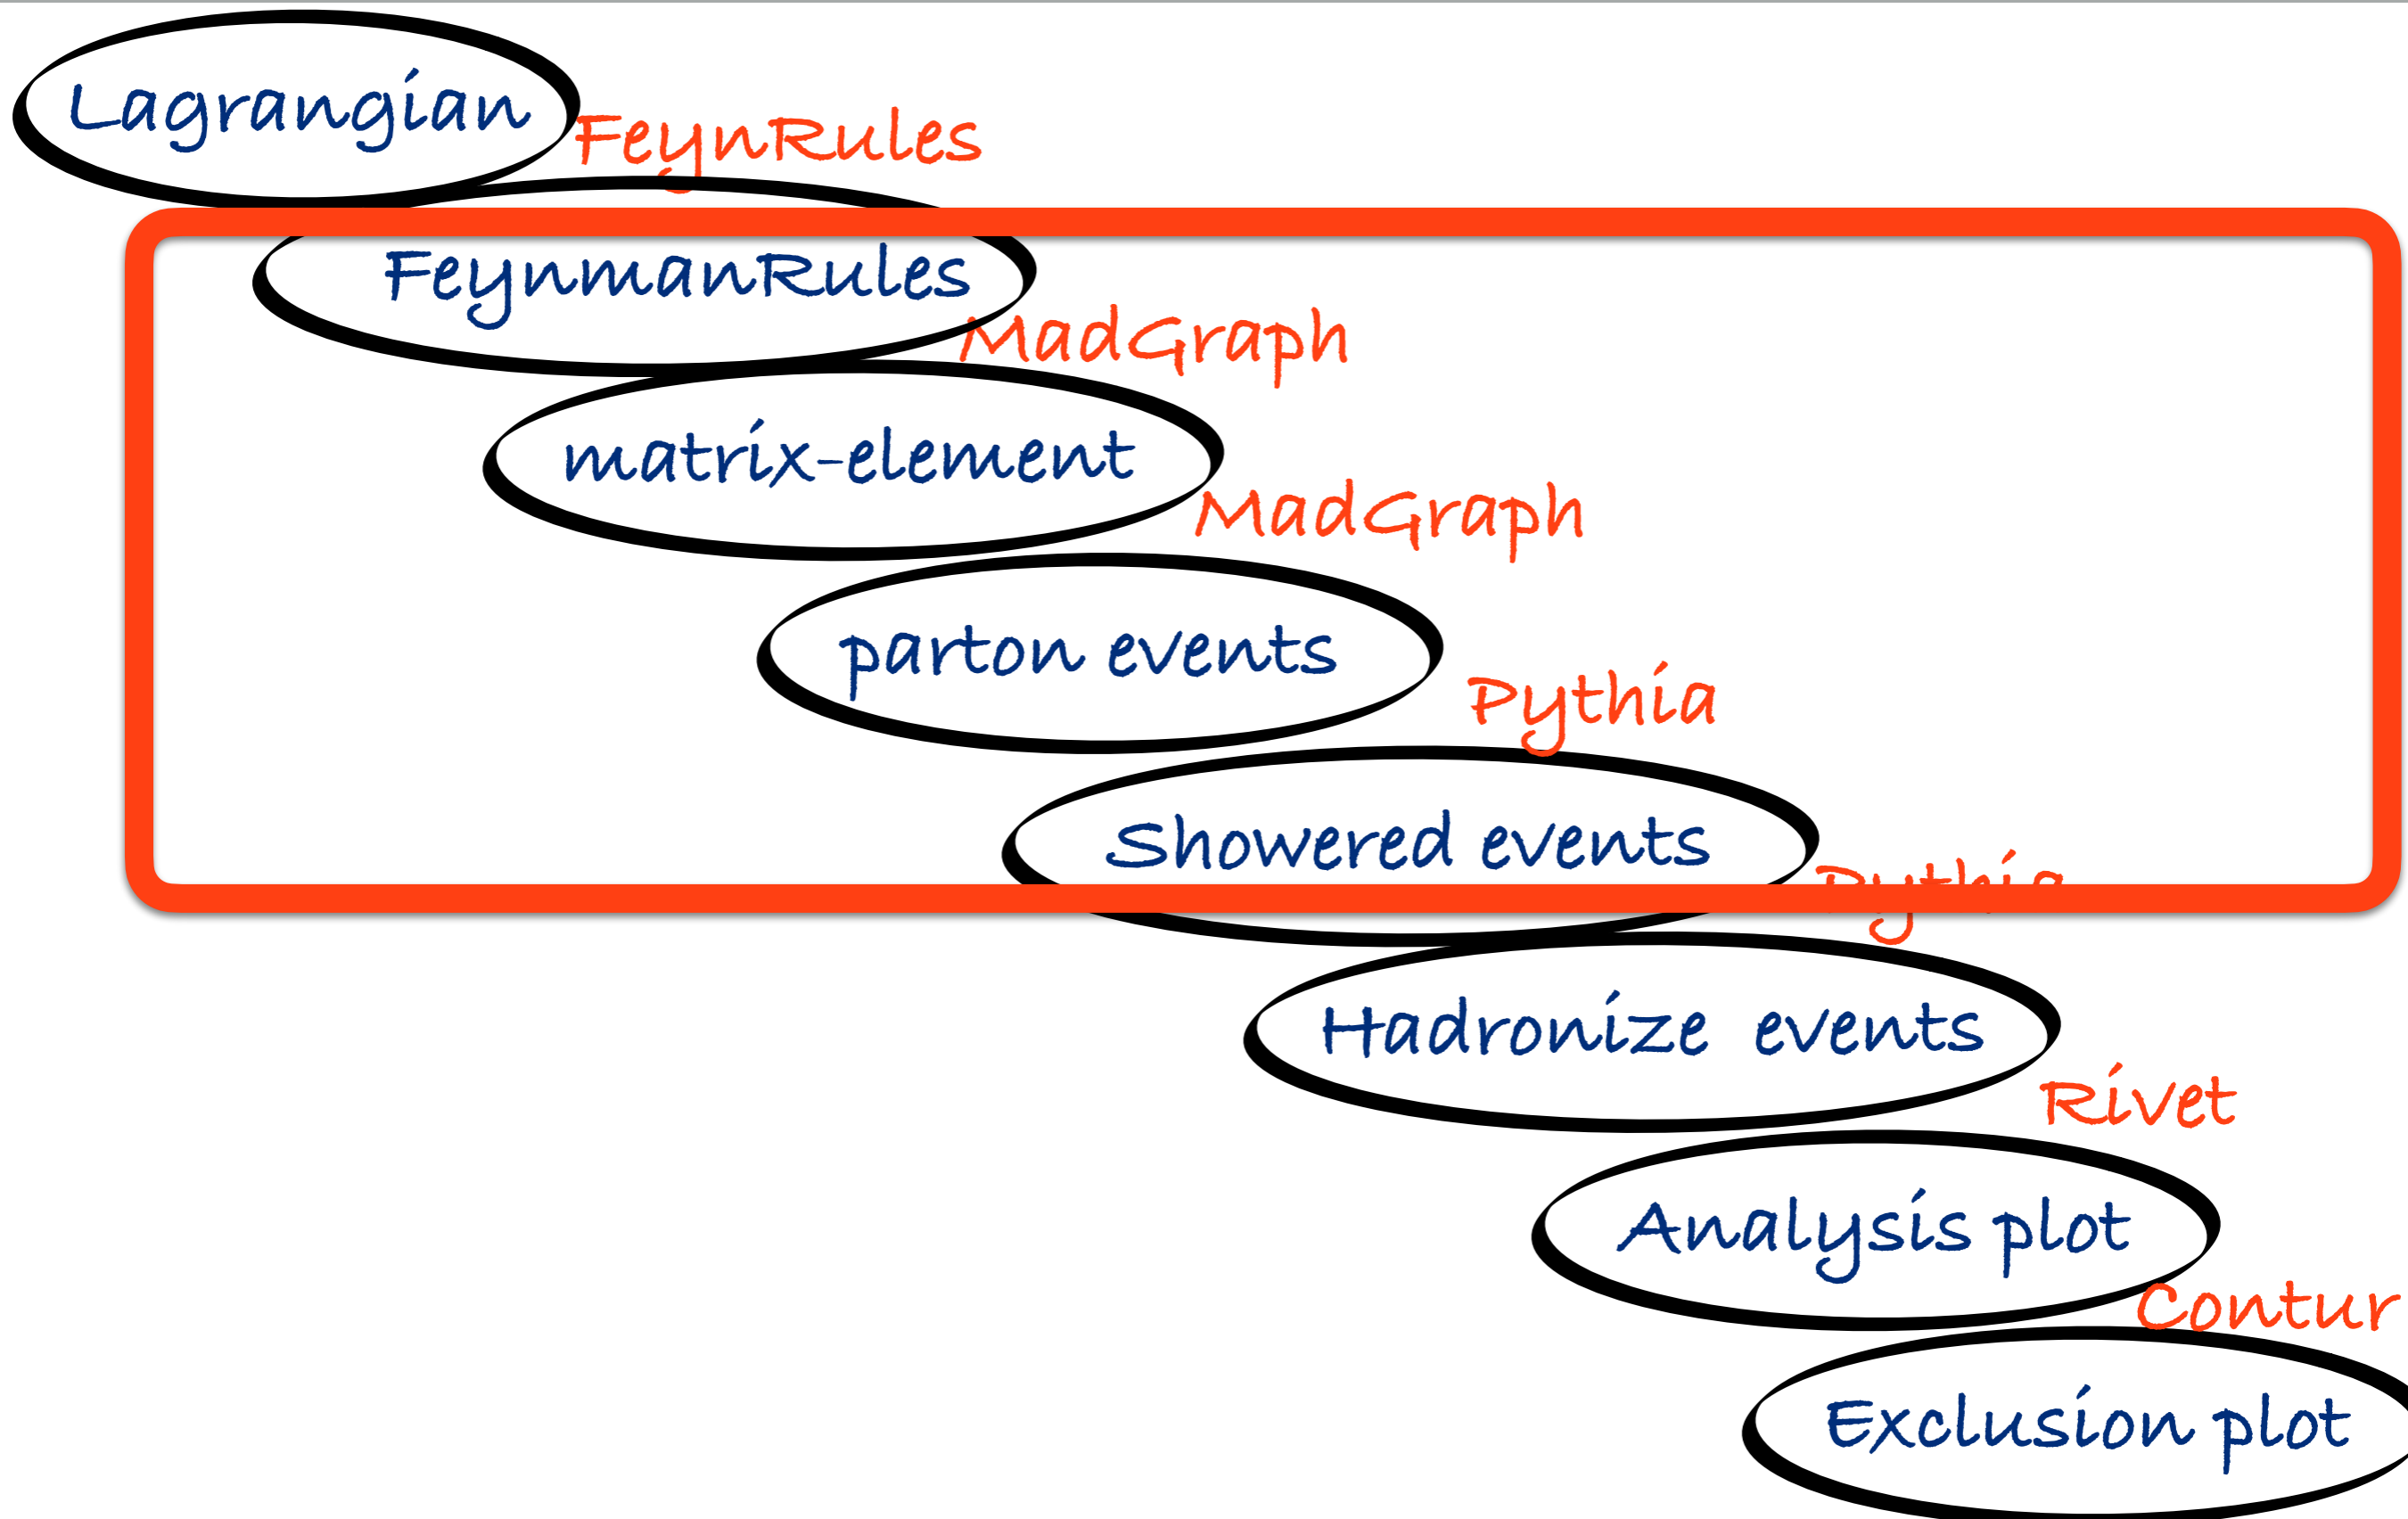 Lagrangian
FeynRules
FeynmanRules
MadGraph
matrix-element
MadGraph
parton events
Pythia
Showered events
Pythia
Hadronize events
Rivet
Analysis plot
Contur
Exclusion plot